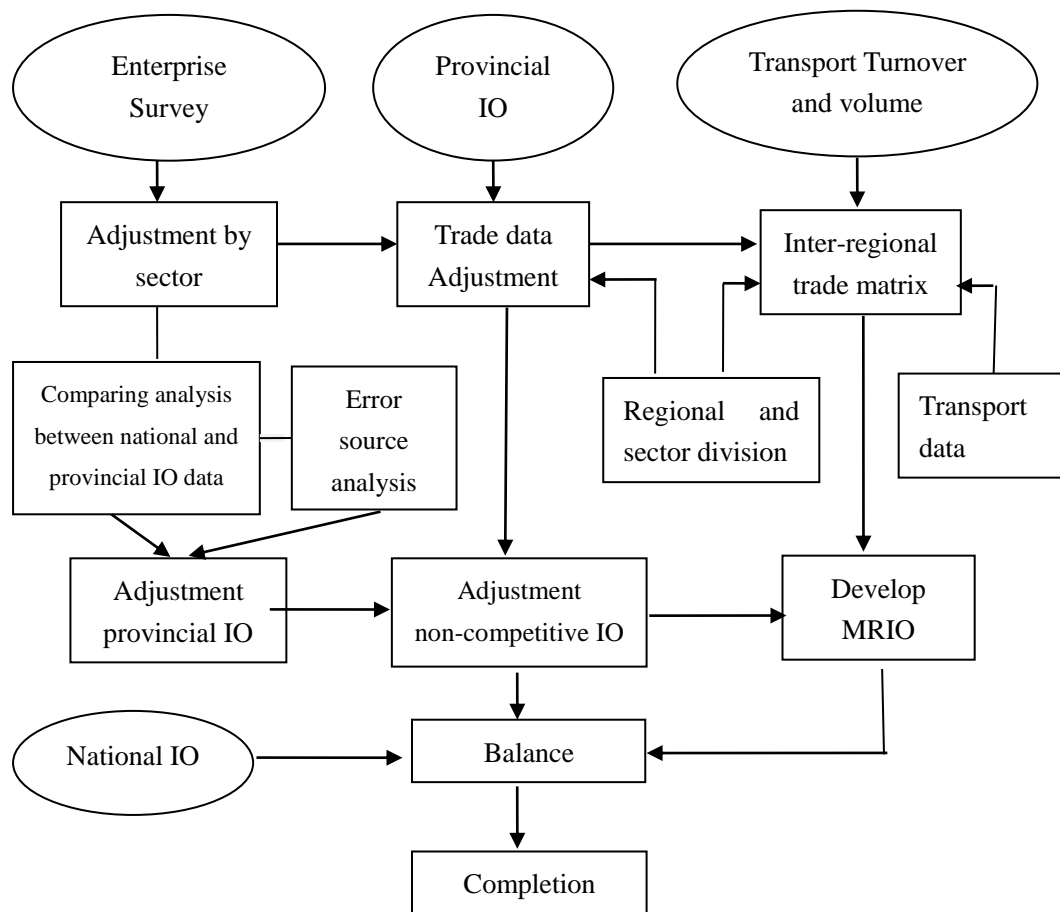 Enterprise
Survey
Provincial
IO
Transport Turnover
and volume
Adjustment by
sector
Trade data
Adjustment
Inter-regional
trade matrix
Comparing analysis
between national and
provincial IO data
Error
source
analysis
Regional and
sector division
Transport
data
Adjustment
provincial IO
Adjustment
non-competitive IO
Develop
MRIO
National IO
Balance
Completion